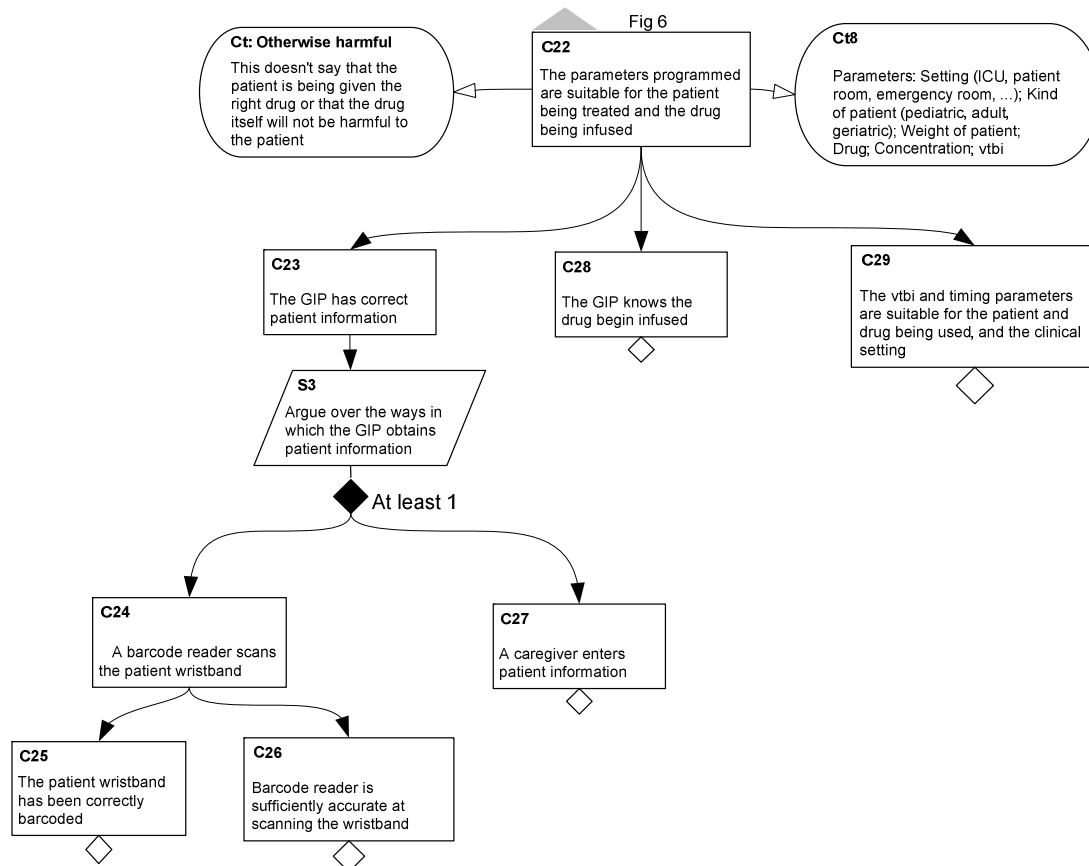 Fig 6
Ct: Otherwise harmful
This doesn't say that the
patient is being given the
right drug or that the drug
itself will not be harmful to
the patient
C22
The parameters programmed
are suitable for the patient
being treated and the drug
being infused
Ct8
Parameters: Setting (ICU, patient
room, emergency room, ...); Kind
of patient (pediatric, adult,
geriatric); Weight of patient;
Drug; Concentration; vtbi
C23
The GIP has correct
patient information
C28
The GIP knows the
drug begin infused
C29
The vtbi and timing parameters
are suitable for the patient and
drug being used, and the clinical
setting
S3
Argue over the ways in
which the GIP obtains
patient information
At least 1
C24
A barcode reader scans
the patient wristband
C27
A caregiver enters
patient information
C25
The patient wristband
has been correctly
barcoded
C26
Barcode reader is
sufficiently accurate at
scanning the wristband